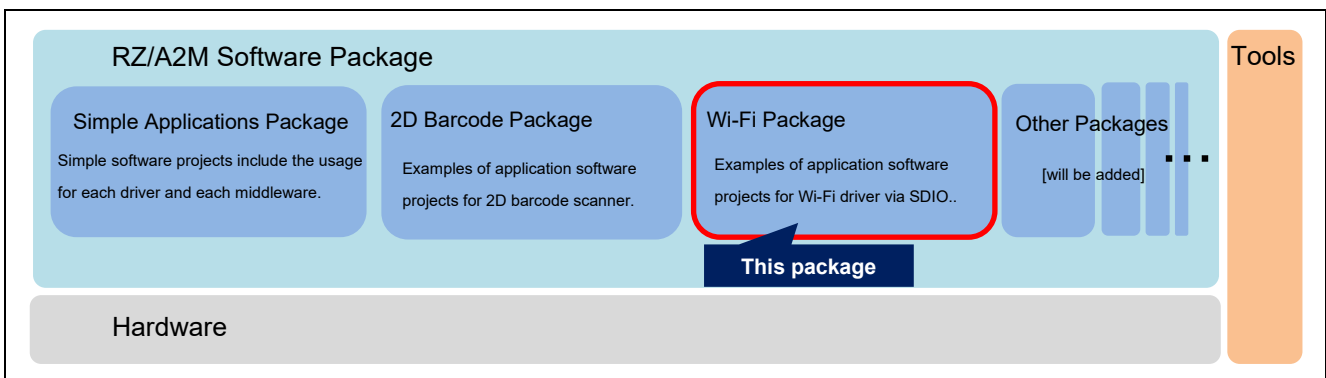 RZ/A2M Software Package
Tools
Simple Applications Package
Simple software projects include the usage
for each driver and each middleware.
2D Barcode Package
Examples of application software
projects for 2D barcode scanner.
Wi-Fi Package
Examples of application software
projects for Wi-Fi driver via SDIO..
This package
Other Packages
[will be added]
...
Hardware